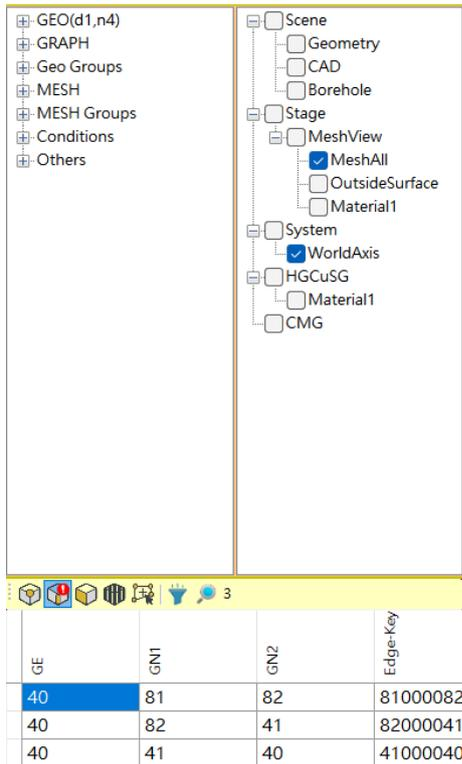 GEO(d1,n4)
GRAPH
Geo Groups
MESH
MESH Groups
Conditions
Others
Scene
Geometry
CAD
Borehole
Stage
MeshView
MeshAll
OutsideSurface
Material1
System
WorldAxis
HGCuSG
Material1
CMG
3
GE GN1 GN2 Edge-Key
40 81 82 81000082
40 82 41 82000041
40 41 40 41000040